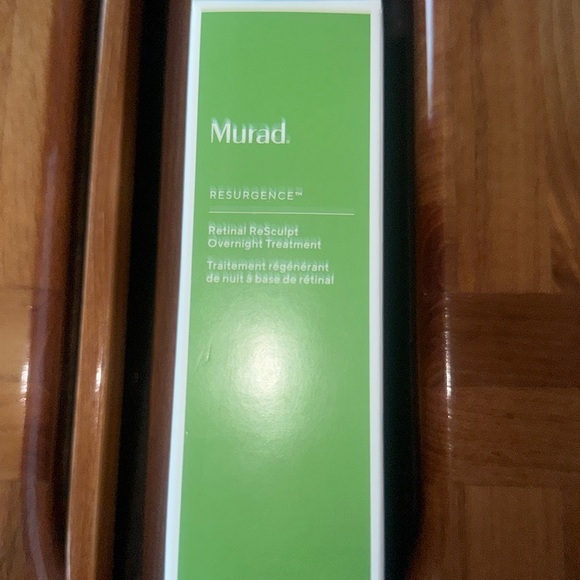 Murad.
RESURGENCE™
Retinal ReSculpt
Overnight Treatment
Traitement régénérant
de nuit à base de rétinal